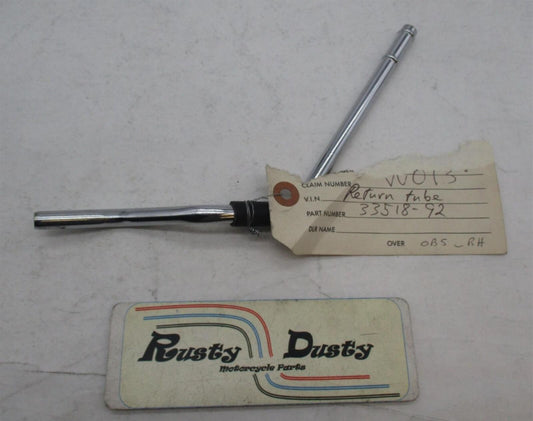 CLAIM NUMBER W015
V.I.N. Return tube
PART NUMBER 33518-92
DLR NAME
OVER OBS-RH
Rusty Dusty
Motorcycle Parts